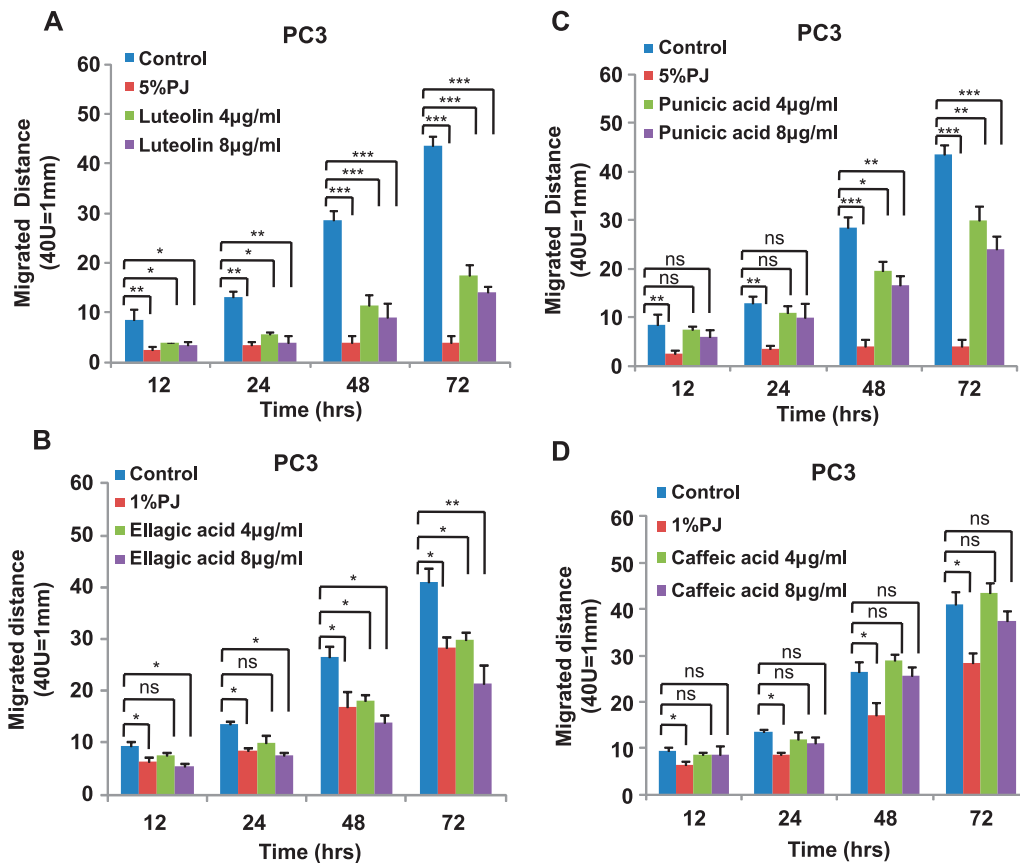 A
PC3
Control
5%PJ
Luteolin 4µg/ml
Luteolin 8µg/ml
Migrated Distance
(40U=1mm)
60
50
40
30
20
10
0
* * **
** * **
*** *** ***
*** *** ***
12 24 48 72
Time (hrs)
C
PC3
Control
5%PJ
Punicic acid 4µg/ml
Punicic acid 8µg/ml
Migrated Distance
(40U=1mm)
60
50
40
30
20
10
0
ns ns **
ns ns **
** * ***
*** ** ***
12 24 48 72
Time (hrs)
B
PC3
Control
1%PJ
Ellagic acid 4µg/ml
Ellagic acid 8µg/ml
Migrated distance
(40U=1mm)
60
50
40
30
20
10
0
* ns *
* ns *
* * *
** * *
12 24 48 72
Time (hrs)
D
PC3
Control
1%PJ
Caffeic acid 4µg/ml
Caffeic acid 8µg/ml
Migrated distance
(40U=1mm)
60
50
40
30
20
10
0
ns ns *
ns ns *
ns ns *
ns ns *
12 24 48 72
Time (hrs)